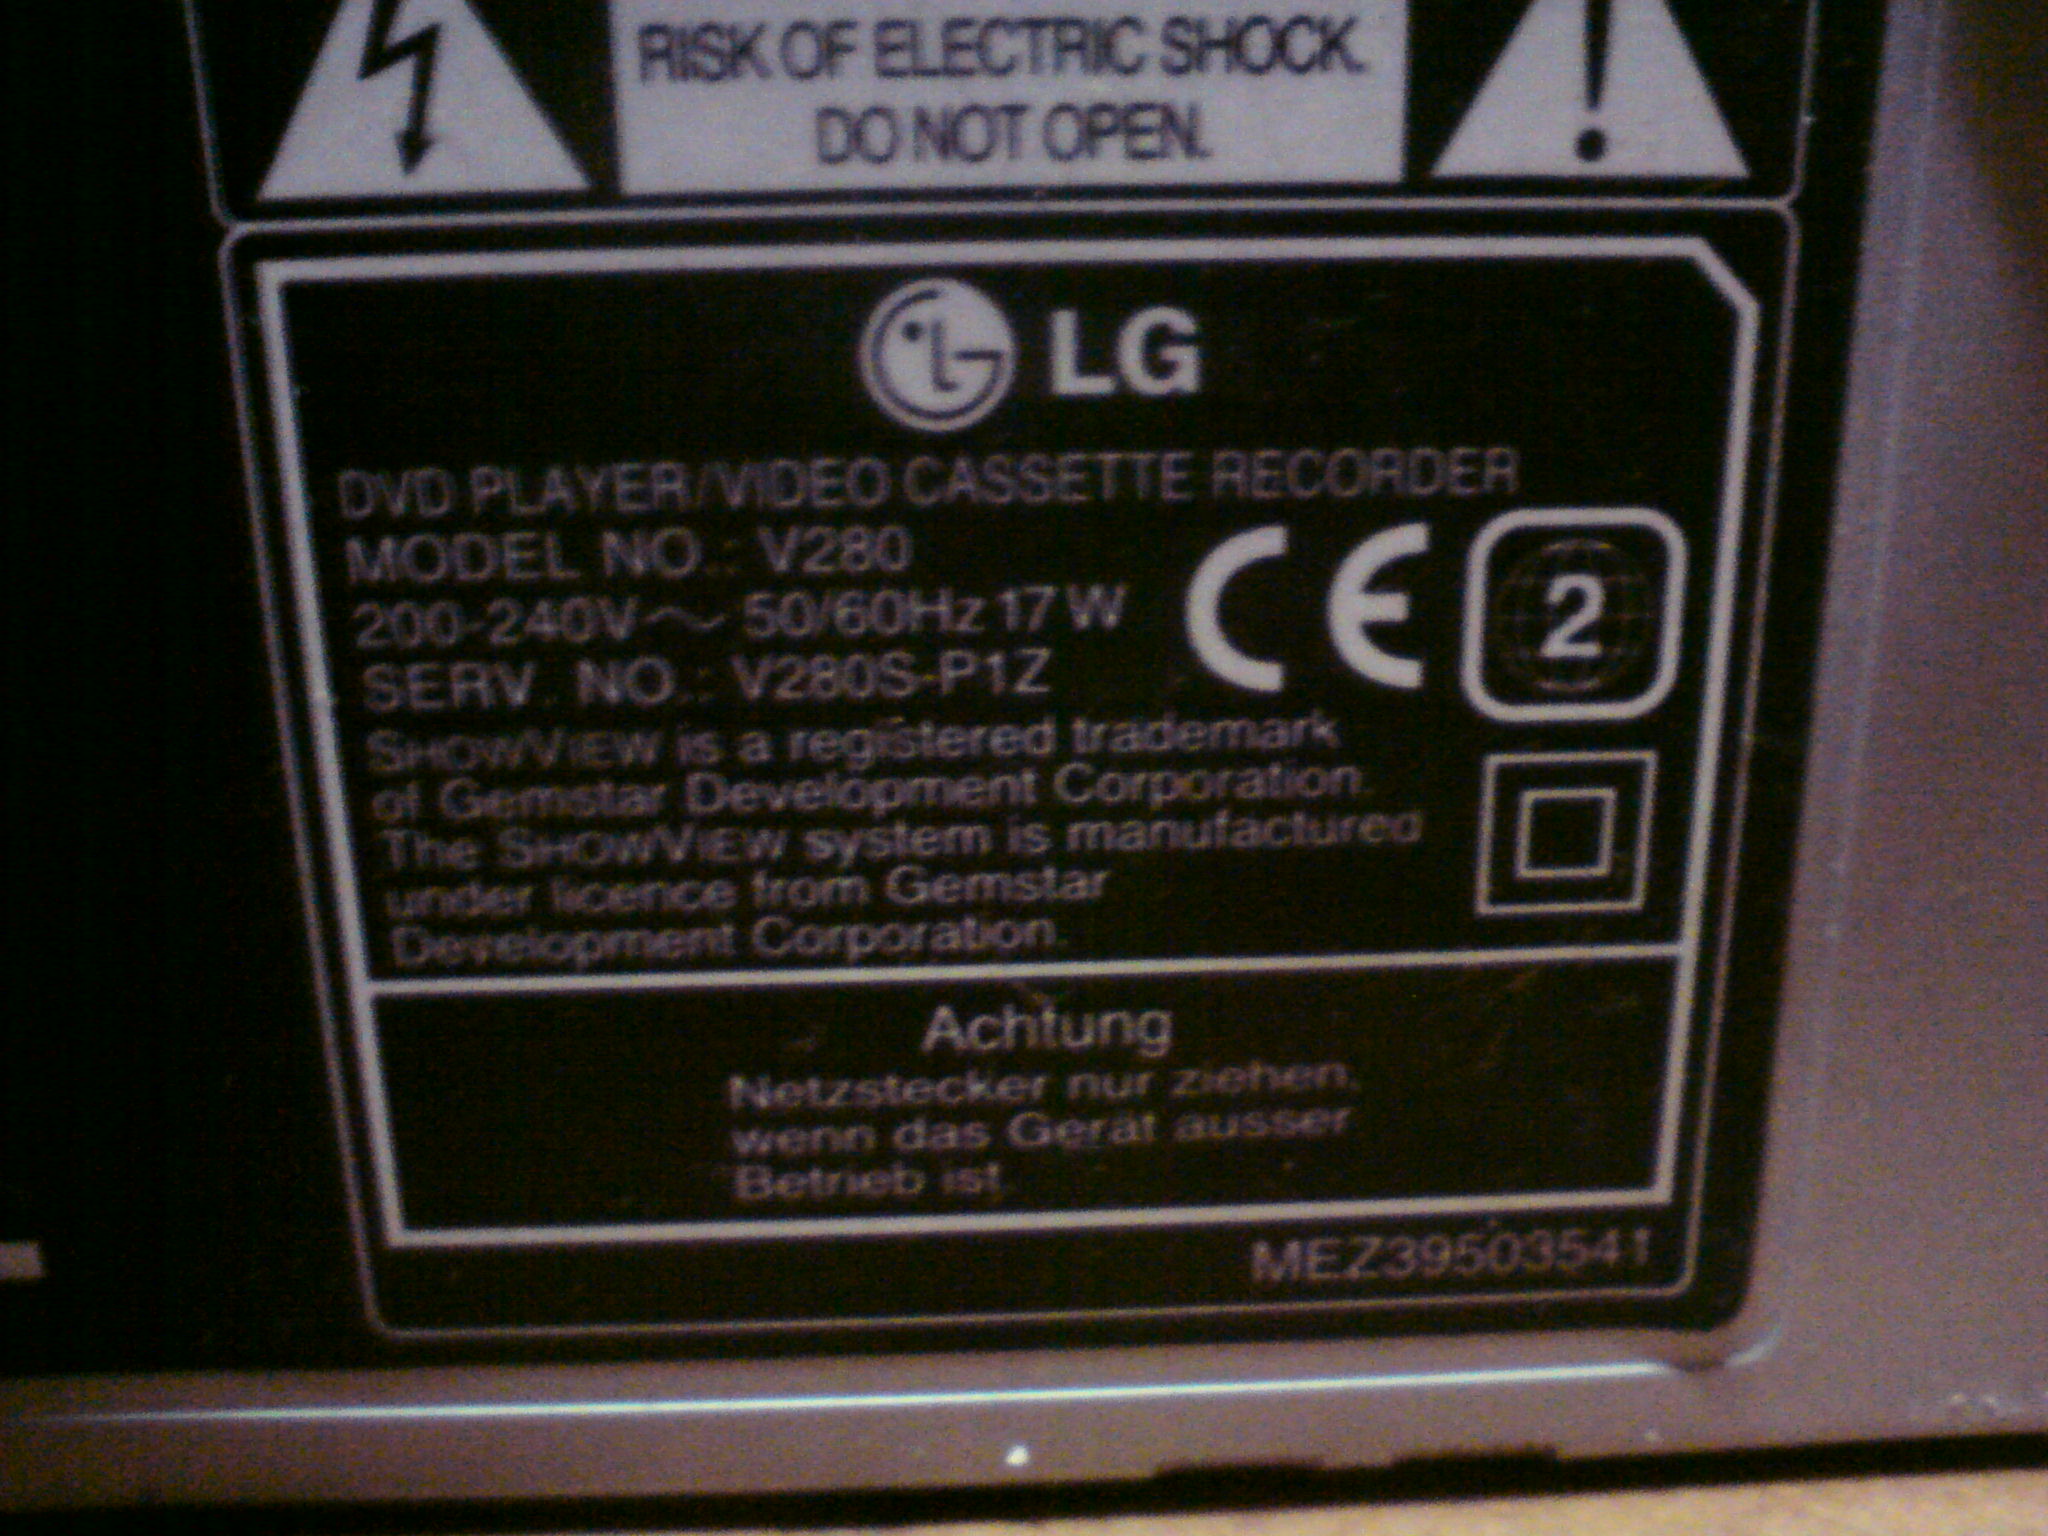 RISK OF ELECTRIC SHOCK.
DO NOT OPEN.
LG
DVD PLAYER/VIDEO CASSETTE RECORDER
MODEL NO.: V280
200-240V~ 50/60Hz 17 W
SERV. NO.: V280S-P1Z
CE
2
SHOWVIEW is a registered trademark
of Gemstar Development Corporation.
The SHOWVIEW system is manufactured
under licence from Gemstar
Development Corporation.
Achtung
Netzstecker nur ziehen,
wenn das Gerät ausser
Betrieb ist.
MEZ39503541